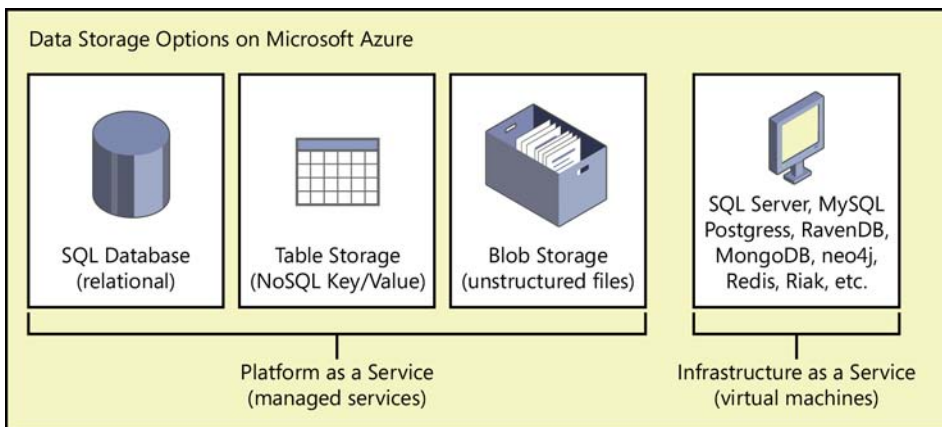 Data Storage Options on Microsoft Azure
SQL Database
(relational)
Table Storage
(NoSQL Key/Value)
Blob Storage
(unstructured files)
SQL Server, MySQL
Postgress, RavenDB,
MongoDB, neo4j,
Redis, Riak, etc.
Platform as a Service
(managed services)
Infrastructure as a Service
(virtual machines)